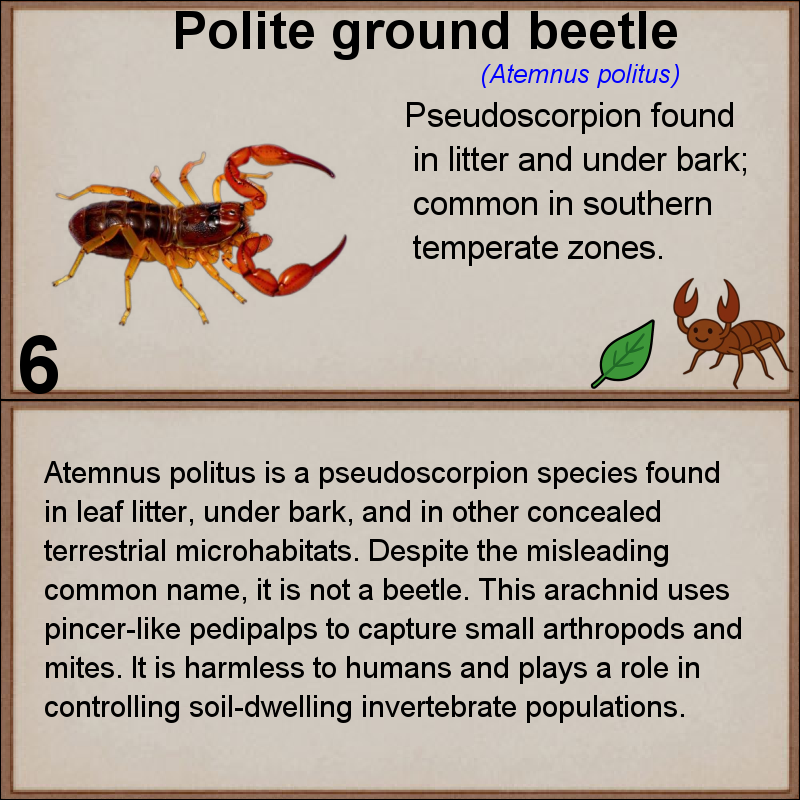 Polite ground beetle
(Atemnus politus)
Pseudoscorpion found
in litter and under bark;
common in southern
temperate zones.
6
Atemnus politus is a pseudoscorpion species found
in leaf litter, under bark, and in other concealed
terrestrial microhabitats. Despite the misleading
common name, it is not a beetle. This arachnid uses
pincer-like pedipalps to capture small arthropods and
mites. It is harmless to humans and plays a role in
controlling soil-dwelling invertebrate populations.